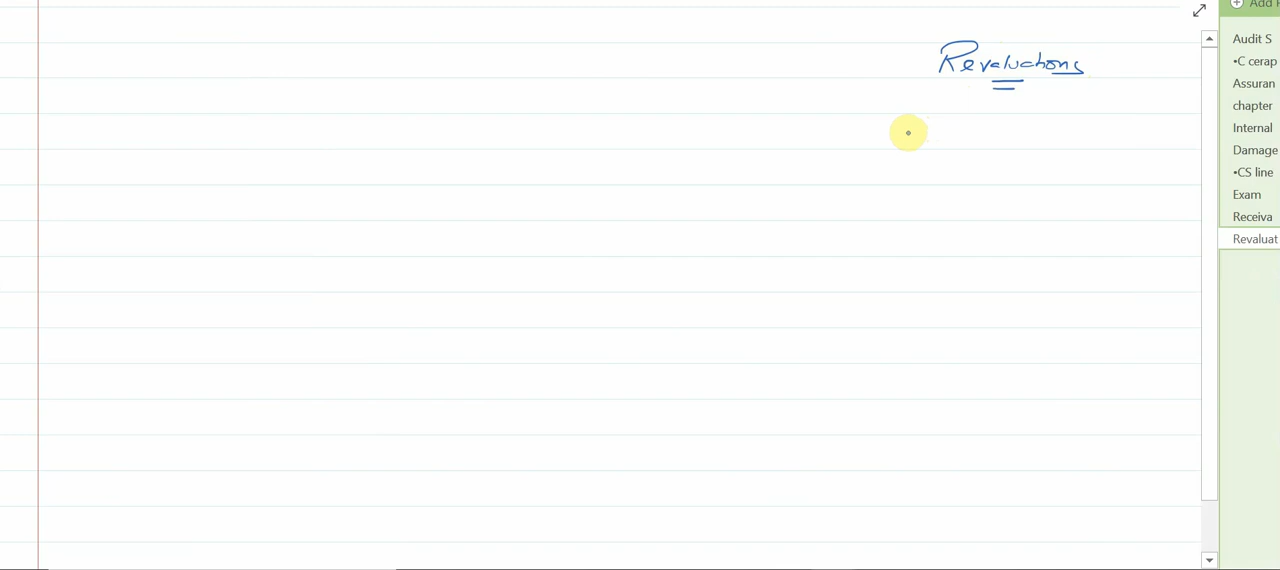 Revaluations
Add
Audit S
•C cerap
Assuran
chapter
Internal
Damage
•CS line
Exam
Receiva
Revaluat